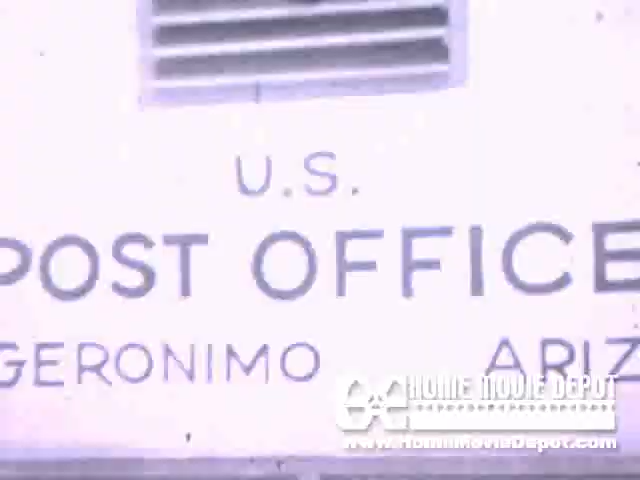 U.S.
POST OFFICE
GERONIMO ARIZ
HOME MOVIE DEPOT
www.HomeMovieDepot.com